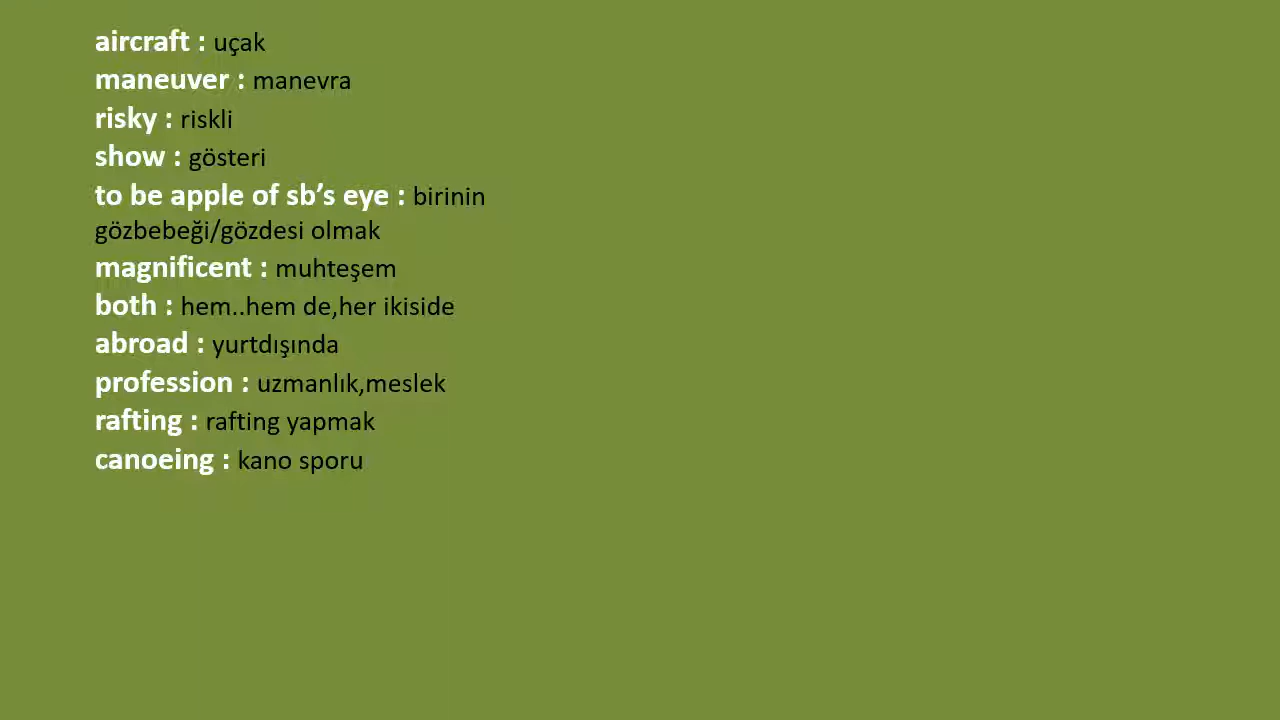 aircraft : uçak
maneuver : manevra
risky : riskli
show : gösteri
to be apple of sb’s eye : birinin
gözbebeği/gözdesi olmak
magnificent : muhteşem
both : hem..hem de,her ikiside
abroad : yurtdışında
profession : uzmanlık,meslek
rafting : rafting yapmak
canoeing : kano sporu